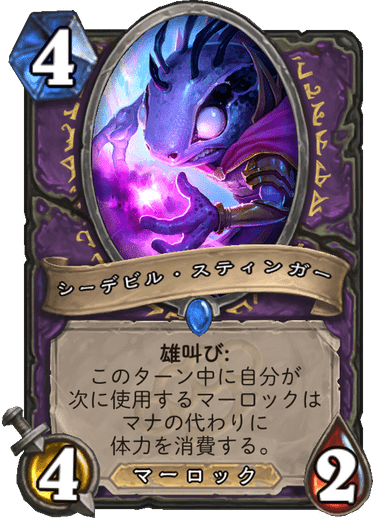 4
シーデビル・スティンガー
雄叫び:
このターン中に自分が
次に使用するマーロックは
マナの代わりに
体力を消費する。
4
マーロック
2